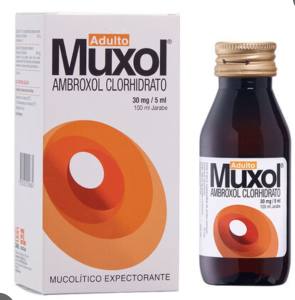 Adulto
Muxol®
AMBROXOL CLORHIDRATO
30 mg / 5 ml
100 ml Jarabe
MUCOLÍTICO EXPECTORANTE
Adulto
Muxol®
AMBROXOL CLORHIDRATO
30 mg / 5 ml
100 ml Jarabe